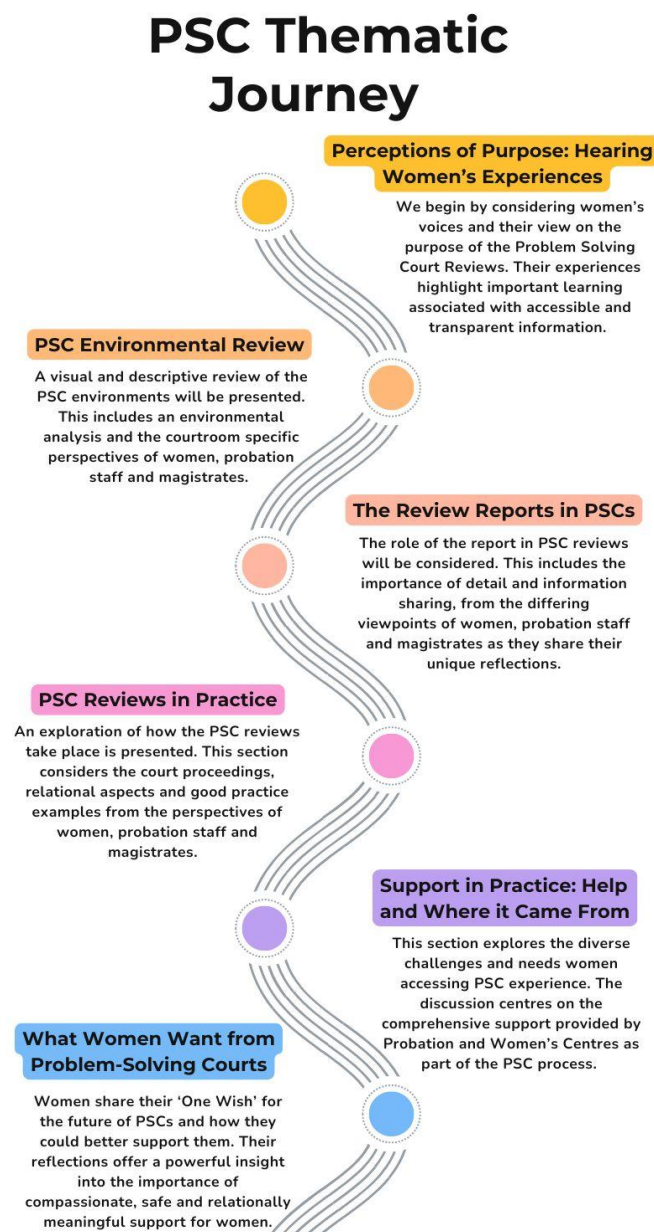 PSC Thematic
Journey
Perceptions of Purpose: Hearing
Women's Experiences
We begin by considering women's
voices and their view on the
purpose of the Problem Solving
Court Reviews. Their experiences
highlight important learning
associated with accessible and
transparent information.
PSC Environmental Review
A visual and descriptive review of the
PSC environments will be presented.
This includes an environmental
analysis and the courtroom specific
perspectives of women, probation
staff and magistrates.
The Review Reports in PSCs
The role of the report in PSC reviews
will be considered. This includes the
importance of detail and information
sharing, from the differing
viewpoints of women, probation staff
and magistrates as they share their
unique reflections.
PSC Reviews in Practice
An exploration of how the PSC reviews
take place is presented. This section
considers the court proceedings,
relational aspects and good practice
examples from the perspectives of
women, probation staff and
magistrates.
Support in Practice: Help
and Where it Came From
This section explores the diverse
challenges and needs women
accessing PSC experience. The
discussion centres on the
comprehensive support provided by
Probation and Women's Centres as
part of the PSC process.
What Women Want from
Problem-Solving Courts
Women share their ‘One Wish’ for
the future of PSCs and how they
could better support them. Their
reflections offer a powerful insight
into the importance of
compassionate, safe and relationally
meaningful support for women.